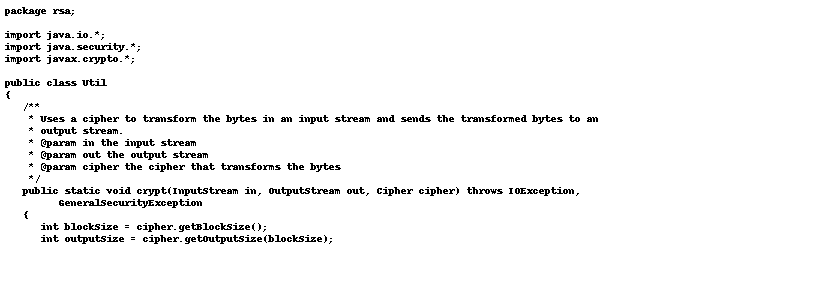 package rsa;

import java.io.*;
import java.security.*;
import javax.crypto.*;

public class Util
{
   /**
    * Uses a cipher to transform the bytes in an input stream and sends the transformed bytes to an
    * output stream.
    * @param in the input stream
    * @param out the output stream
    * @param cipher the cipher that transforms the bytes
    */
   public static void crypt(InputStream in, OutputStream out, Cipher cipher) throws IOException,
         GeneralSecurityException
   {
      int blockSize = cipher.getBlockSize();
      int outputSize = cipher.getOutputSize(blockSize);